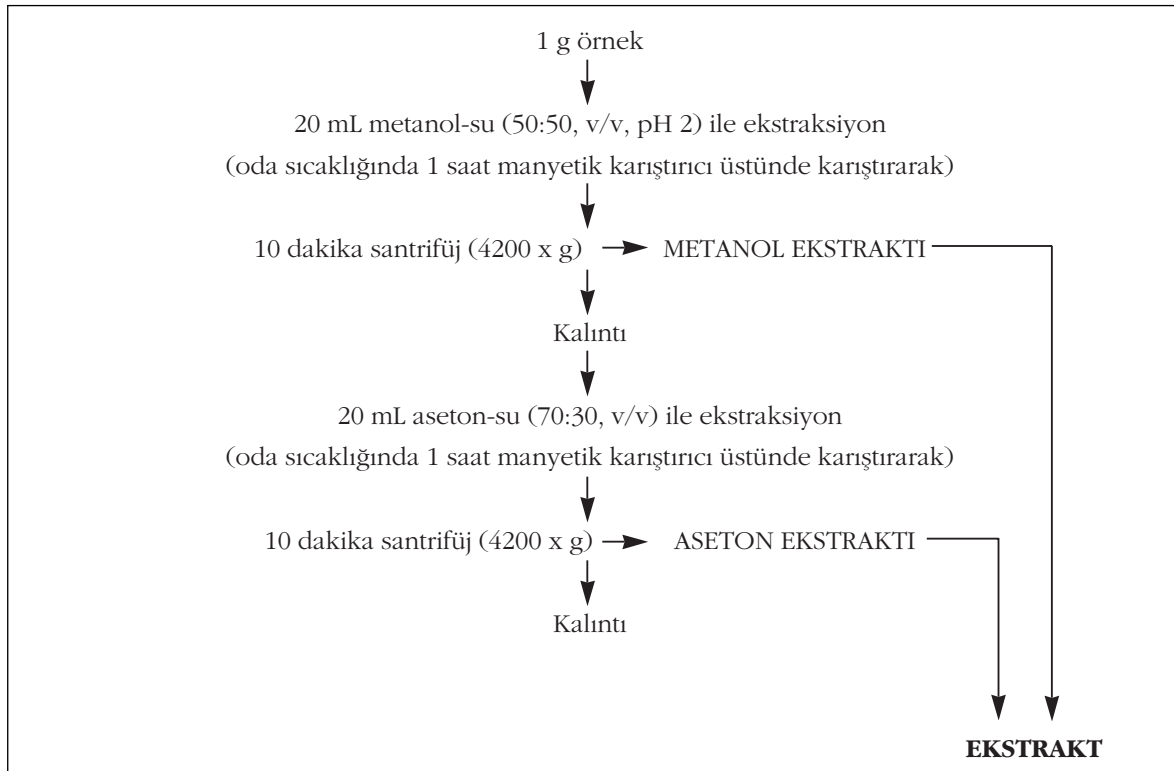 1 g örnek
20 mL metanol-su (50:50, v/v, pH 2) ile ekstraksiyon
(oda sıcaklığında 1 saat manyetik karıştırıcı üstünde karıştırarak)
10 dakika santrifüj (4200 x g) METANOL EKSTRAKTI
Kalıntı
20 mL aseton-su (70:30, v/v) ile ekstraksiyon
(oda sıcaklığında 1 saat manyetik karıştırıcı üstünde karıştırarak)
10 dakika santrifüj (4200 x g) ASETON EKSTRAKTI
Kalıntı
EKSTRAKT